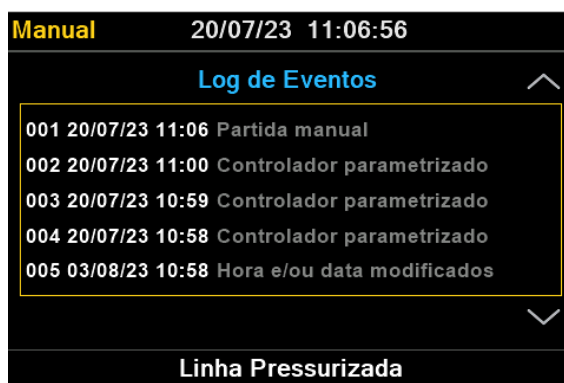 Manual 20/07/23 11:06:56
Log de Eventos
001 20/07/23 11:06 Partida manual
002 20/07/23 11:00 Controlador parametrizado
003 20/07/23 10:59 Controlador parametrizado
004 20/07/23 10:58 Controlador parametrizado
005 03/08/23 10:58 Hora e/ou data modificados
Linha Pressurizada